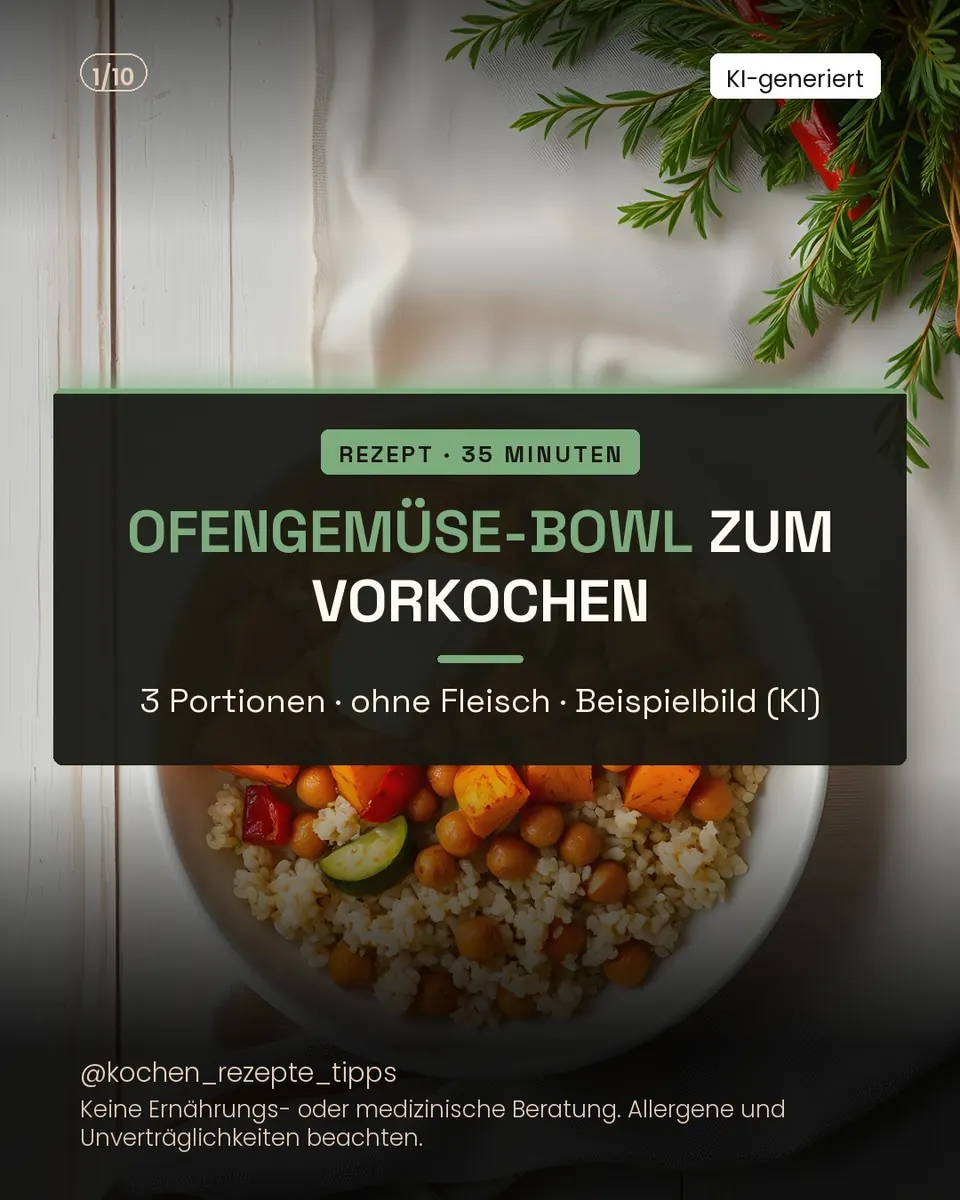 1/10
KI-generiert
REZEPT · 35 MINUTEN
OFENGEMÜSE-BOWL ZUM
VORKOCHEN
3 Portionen · ohne Fleisch · Beispielbild (KI)
@kochen_rezepte_tipps
Keine Ernährungs- oder medizinische Beratung. Allergene und
Unverträglichkeiten beachten.